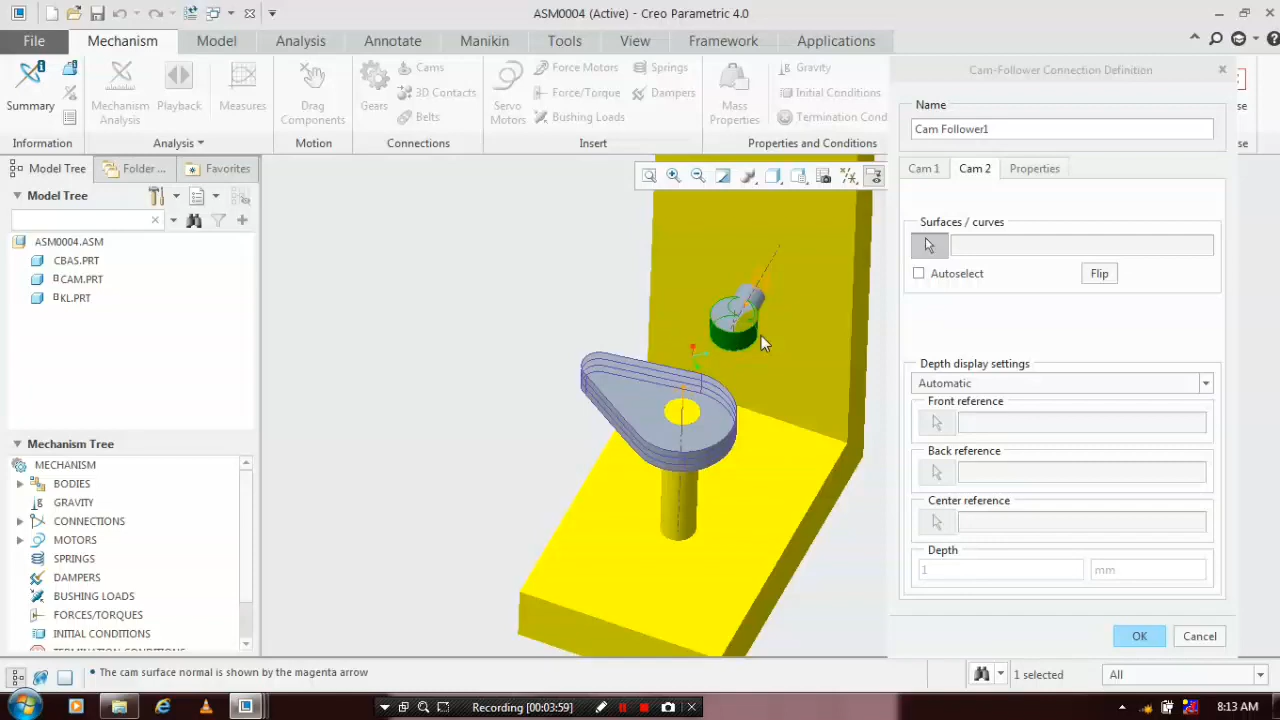 ASM0004 (Active) - Creo Parametric 4.0
File Mechanism Model Analysis Annotate Manikin Tools View Framework Applications
Summary
Mechanism Analysis
Playback
Measures
Drag Components
Gears
Cams
3D Contacts
Belts
Servo Motors
Force Motors
Force/Torque
Bushing Loads
Springs
Dampers
Mass Properties
Gravity
Initial Conditions
Termination Cond
Information Analysis Motion Connections Insert Properties and Conditions
Model Tree Folder ... Favorites
Model Tree
ASM0004.ASM
CBAS.PRT
CAM.PRT
KL.PRT
Mechanism Tree
MECHANISM
BODIES
GRAVITY
CONNECTIONS
MOTORS
SPRINGS
DAMPERS
BUSHING LOADS
FORCES/TORQUES
INITIAL CONDITIONS
Cam-Follower Connection Definition
Name
Cam Follower1
Cam 1 Cam 2 Properties
Surfaces / curves
Autoselect Flip
Depth display settings
Automatic
Front reference
Back reference
Center reference
Depth
1 mm
OK Cancel
The cam surface normal is shown by the magenta arrow
1 selected All
Recording [00:03:59]
8:13 AM